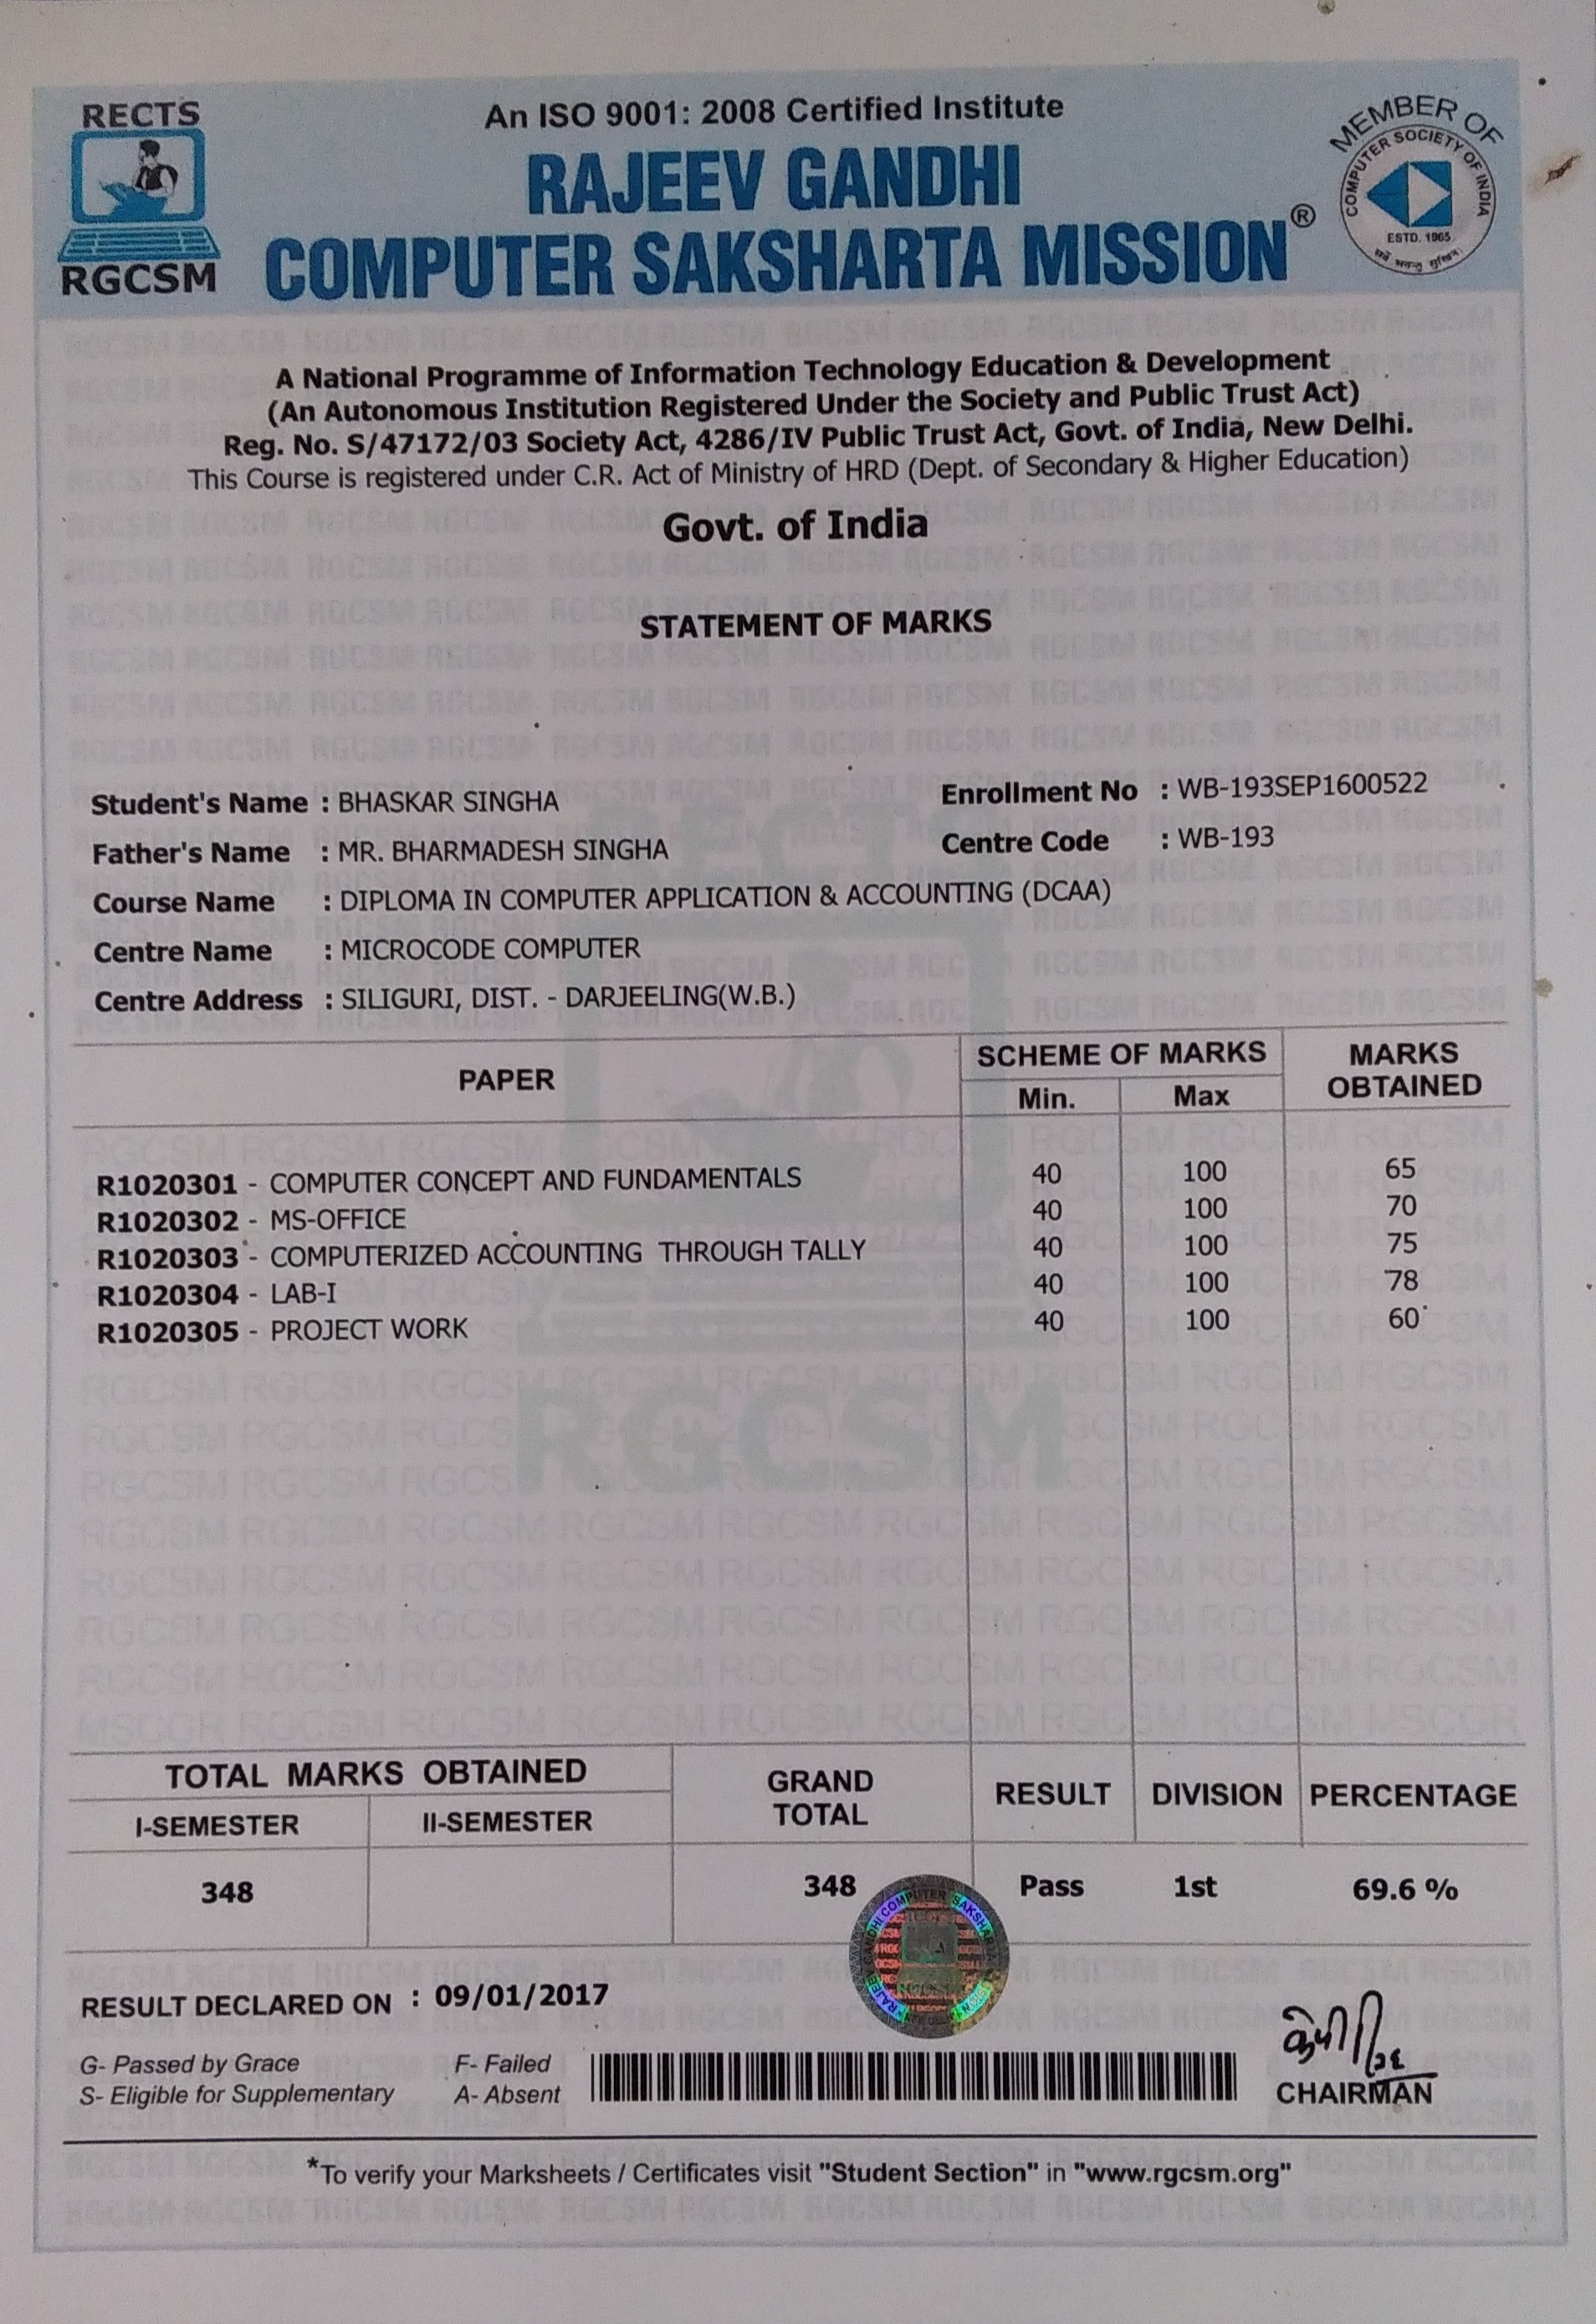 RECTS
RGCSM
An ISO 9001: 2008 Certified Institute
RAJEEV GANDHI
COMPUTER SAKSHARTA MISSION®
MEMBER OF
COMPUTER SOCIETY OF INDIA
ESTD. 1965
A National Programme of Information Technology Education & Development
(An Autonomous Institution Registered Under the Society and Public Trust Act)
Reg. No. S/47172/03 Society Act, 4286/IV Public Trust Act, Govt. of India, New Delhi.
This Course is registered under C.R. Act of Ministry of HRD (Dept. of Secondary & Higher Education)
Govt. of India
STATEMENT OF MARKS
Student's Name : BHASKAR SINGHA Enrollment No : WB-193SEP1600522
Father's Name : MR. BHARMADESH SINGHA Centre Code : WB-193
Course Name : DIPLOMA IN COMPUTER APPLICATION & ACCOUNTING (DCAA)
Centre Name : MICROCODE COMPUTER
Centre Address : SILIGURI, DIST. - DARJEELING(W.B.)
PAPER SCHEME OF MARKS MARKS OBTAINED
Min. Max
R1020301 - COMPUTER CONCEPT AND FUNDAMENTALS 40 100 65
R1020302 - MS-OFFICE 40 100 70
R1020303 - COMPUTERIZED ACCOUNTING THROUGH TALLY 40 100 75
R1020304 - LAB-I 40 100 78
R1020305 - PROJECT WORK 40 100 60
RGCSM
TOTAL MARKS OBTAINED GRAND TOTAL RESULT DIVISION PERCENTAGE
I-SEMESTER II-SEMESTER
348 348 Pass 1st 69.6 %
RESULT DECLARED ON : 09/01/2017
G- Passed by Grace F- Failed
S- Eligible for Supplementary A- Absent
CHAIRMAN
*To verify your Marksheets / Certificates visit "Student Section" in "www.rgcsm.org"